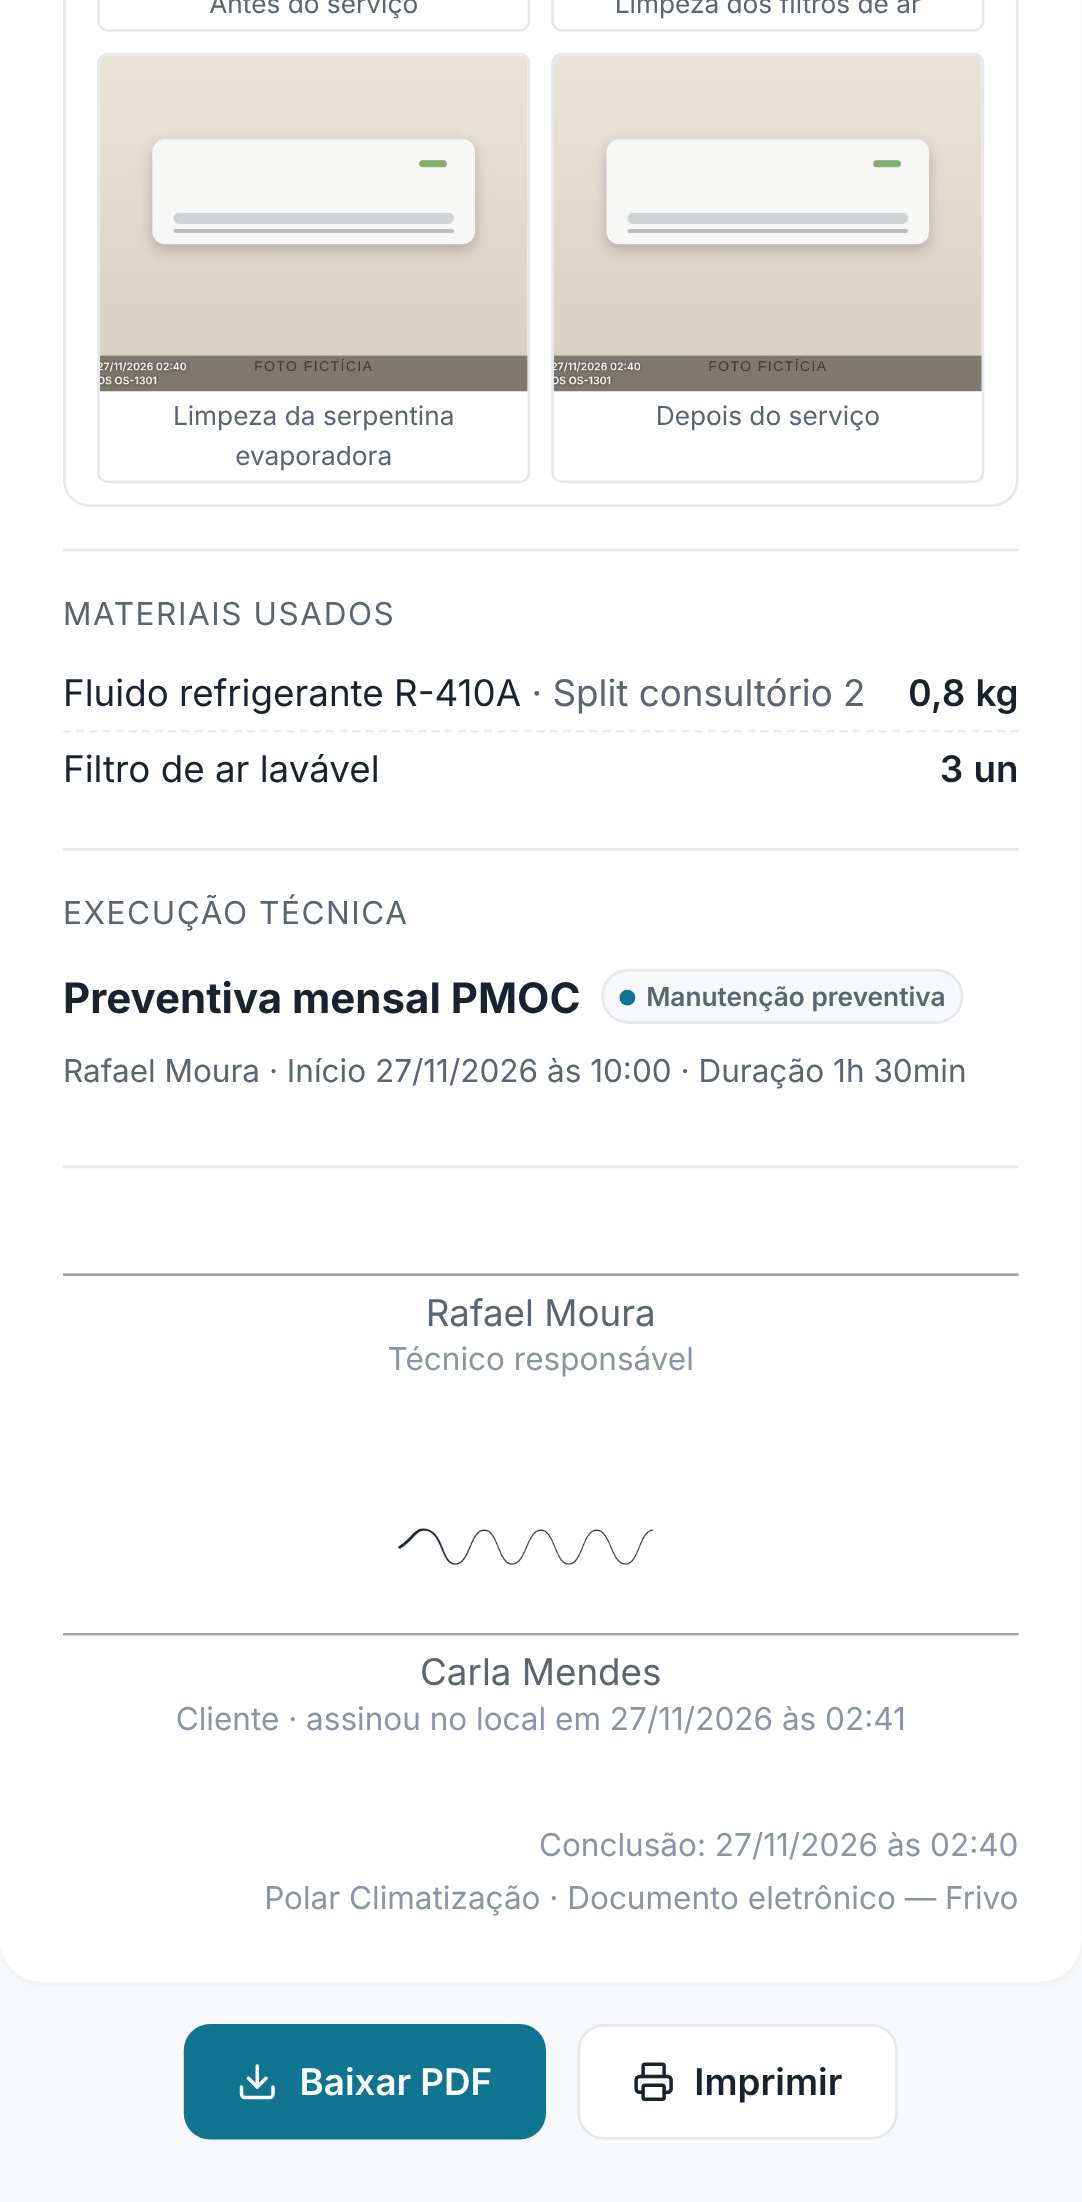 Antes do serviço
Limpeza dos filtros de ar
27/11/2026 02:40
OS OS-1301
FOTO FICTÍCIA
27/11/2026 02:40
OS OS-1301
FOTO FICTÍCIA
Limpeza da serpentina
evaporadora
Depois do serviço
MATERIAIS USADOS
Fluido refrigerante R-410A · Split consultório 2 0,8 kg
Filtro de ar lavável 3 un
EXECUÇÃO TÉCNICA
Preventiva mensal PMOC Manutenção preventiva
Rafael Moura · Início 27/11/2026 às 10:00 · Duração 1h 30min
Rafael Moura
Técnico responsável
Carla Mendes
Cliente · assinou no local em 27/11/2026 às 02:41
Conclusão: 27/11/2026 às 02:40
Polar Climatização · Documento eletrônico — Frivo
Baixar PDF
Imprimir